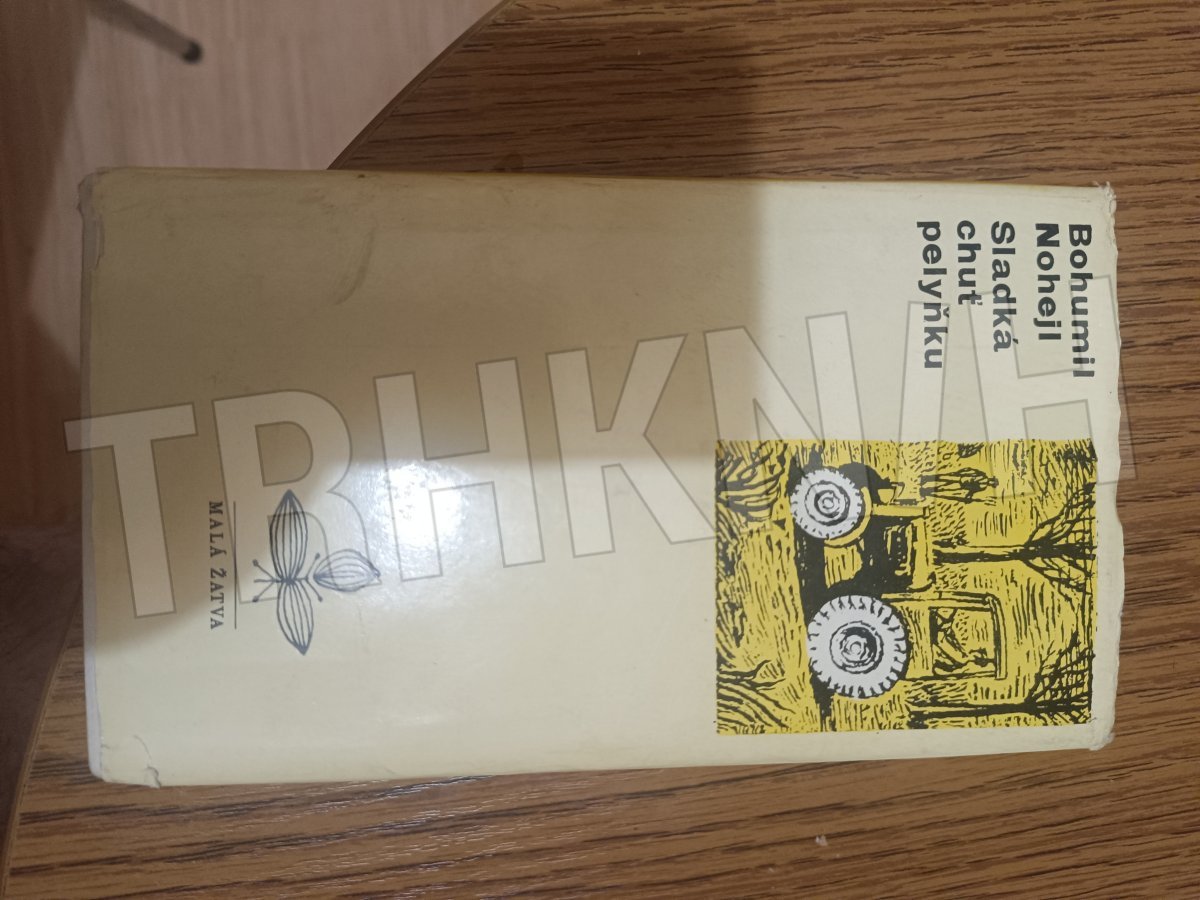 Bohumil
Nohejl
Sladká
chuť
pelyňku
MALÁ ŽATVA
TRHKNIH